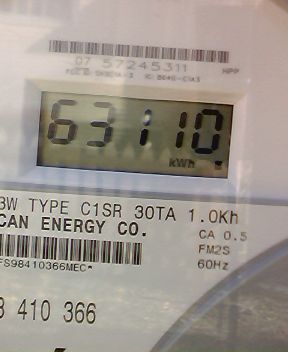 07 57245311
63110
kWh
3W TYPE C1SR 30TA 1.0Kh
CAN ENERGY CO.
CA 0.5
FM2S
60Hz
FS98410366MEC*
8 410 366